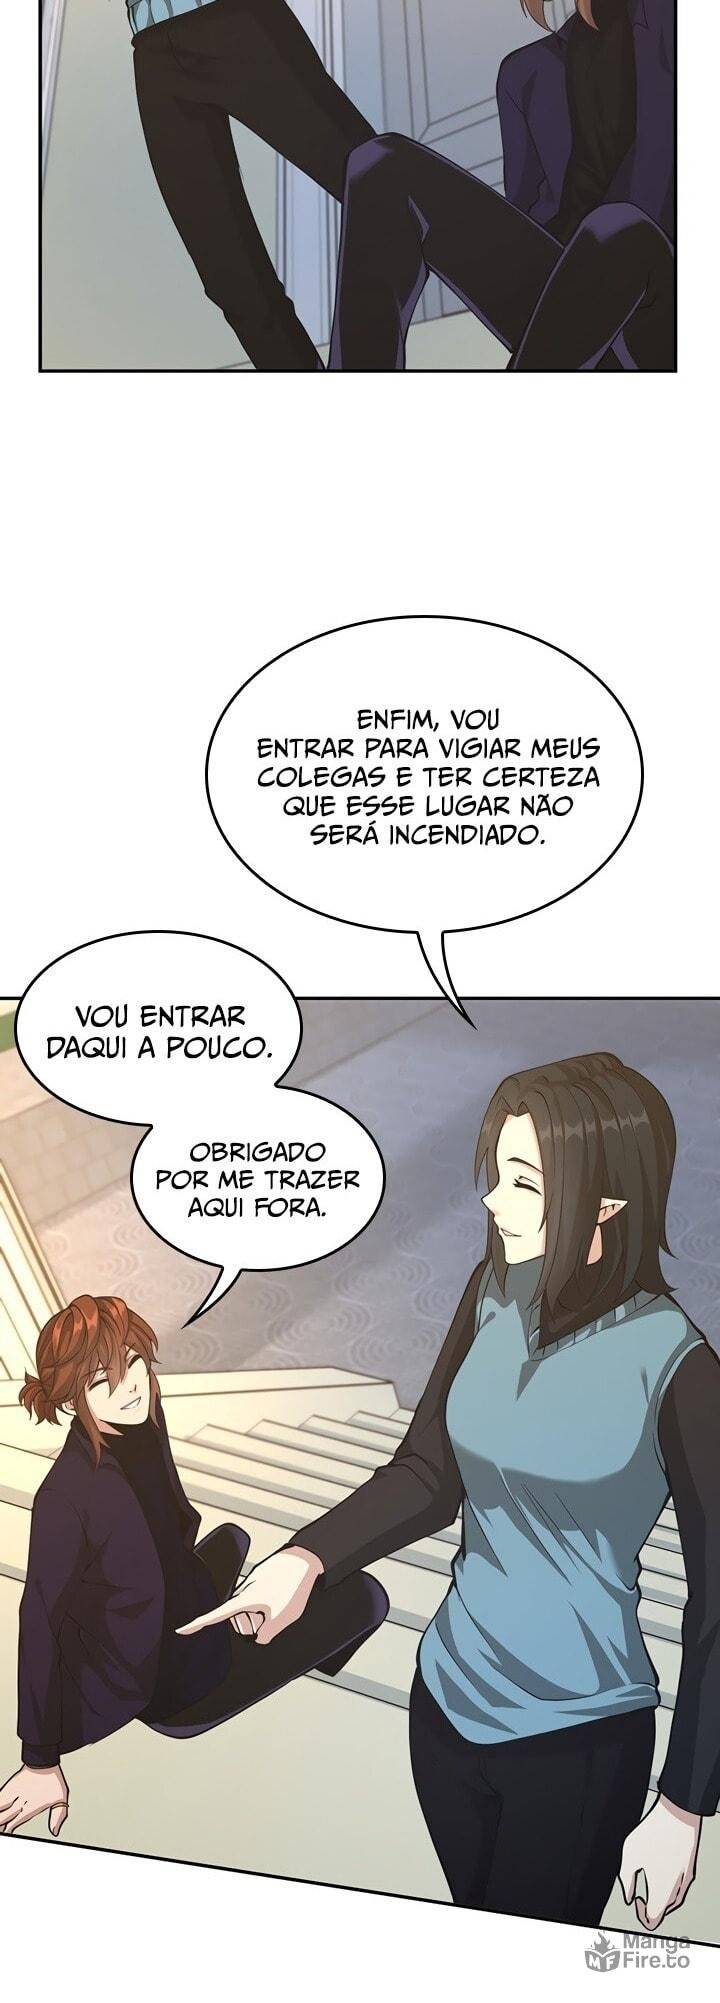 ENFIM, VOU
ENTRAR PARA VIGIAR MEUS
COLEGAS E TER CERTEZA
QUE ESSE LUGAR NÃO
SERÁ INCENDIADO.
VOU ENTRAR
DAQUI A POUCO.
OBRIGADO
POR ME TRAZER
AQUI FORA.
Manga
MF Fire.to